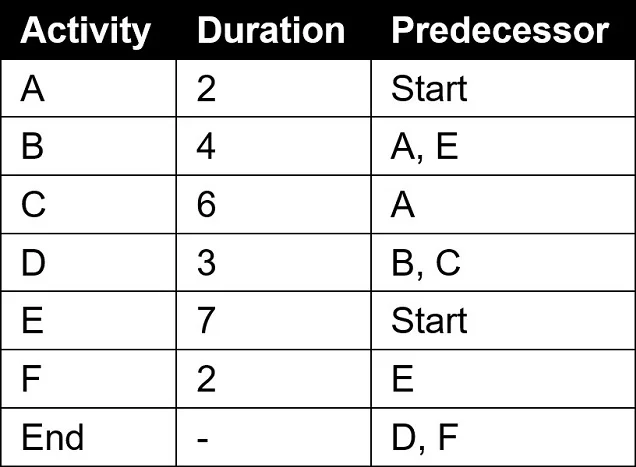 Activity Duration Predecessor
A 2 Start
B 4 A, E
C 6 A
D 3 B, C
E 7 Start
F 2 E
End - D, F